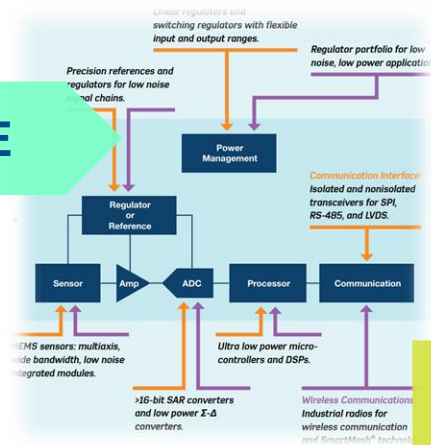 Linear regulators and
switching regulators with flexible
input and output ranges.
Regulator portfolio for low
noise, low power application
Precision references and
regulators for low noise
signal chains.
E
Power
Management
Communication Interface:
Isolated and nonisolated
transceivers for SPI,
RS-485, and LVDS.
Regulator
or
Reference
Sensor
Amp
ADC
Processor
Communication
MEMS sensors: multiaxis,
wide bandwidth, low noise
integrated modules.
Ultra low power micro-
controllers and DSPs.
>16-bit SAR converters
and low power Σ-Δ
converters.
Wireless Communications:
Industrial radios for
wireless communication
and SmartMesh® technolo